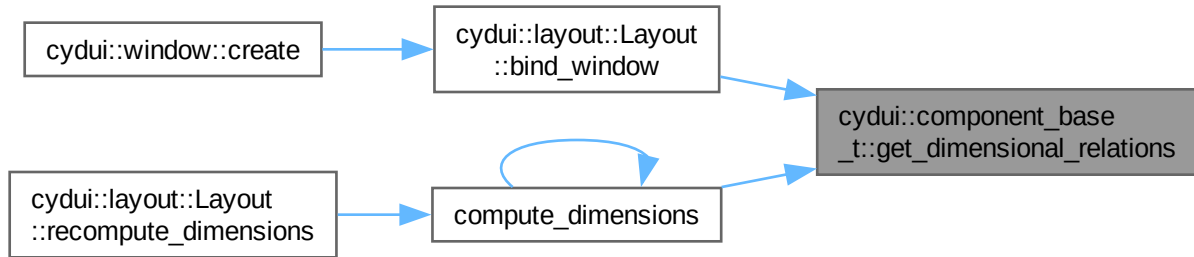 cydui::window::create
cydui::layout::Layout
::bind_window
cydui::component_base
_t::get_dimensional_relations
cydui::layout::Layout
::recompute_dimensions
compute_dimensions